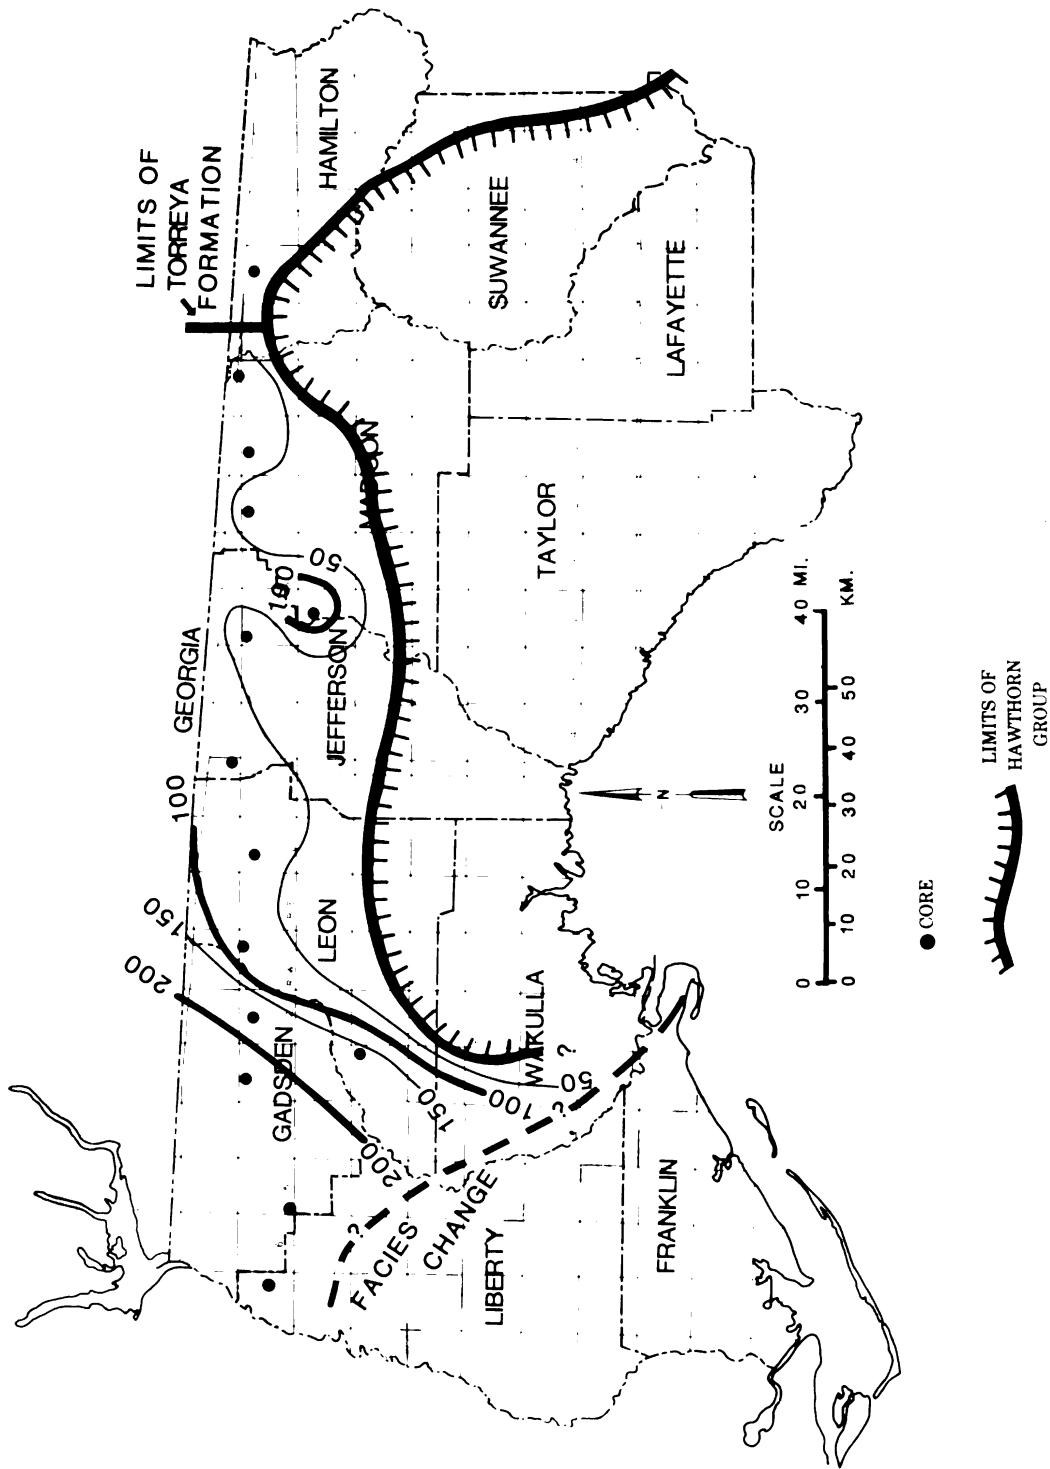 LIMITS OF
TORREYA
FORMATION
HAMILTON
SUWANNEE
LAFAYETTE
MADISON
TAYLOR
50
GEORGIA
JEFFERSON
100
150
200
LEON
GADSDEN
WAKULLA
?
50
100
150
200
?
?
FACIES
CHANGE
LIBERTY
FRANKLIN
N
SCALE
0 10 20 30 40 MI.
0 10 20 30 40 50 KM.
CORE
LIMITS OF
HAWTHORN
GROUP